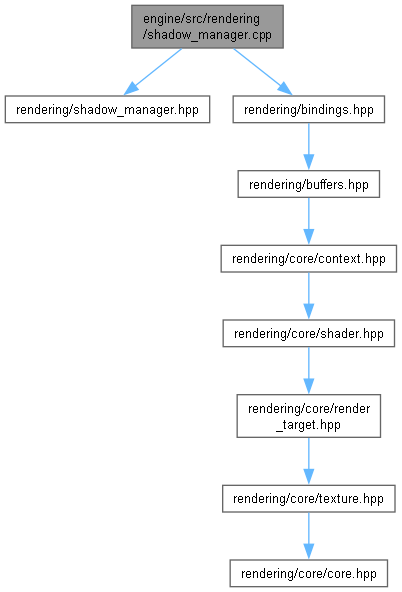 engine/src/rendering
/shadow_manager.cpp
rendering/shadow_manager.hpp
rendering/bindings.hpp
rendering/buffers.hpp
rendering/core/context.hpp
rendering/core/shader.hpp
rendering/core/render
_target.hpp
rendering/core/texture.hpp
rendering/core/core.hpp